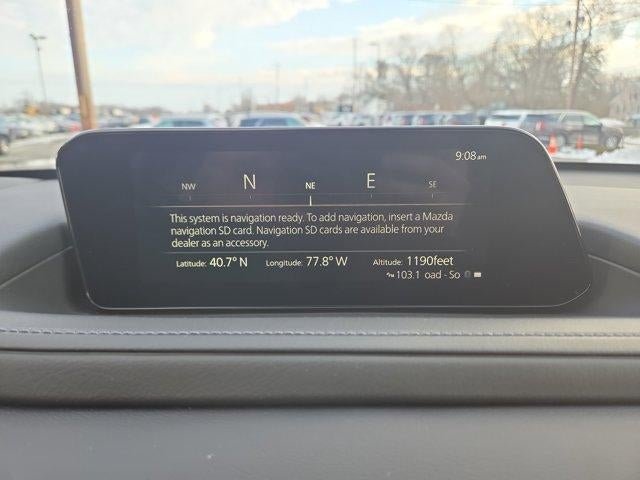 9:08am
NW N NE E SE
This system is navigation ready. To add navigation, insert a Mazda
navigation SD card. Navigation SD cards are available from your
dealer as an accessory.
Latitude: 40.7° N Longitude: 77.8° W Altitude: 1190feet
FM 103.1 oad - So